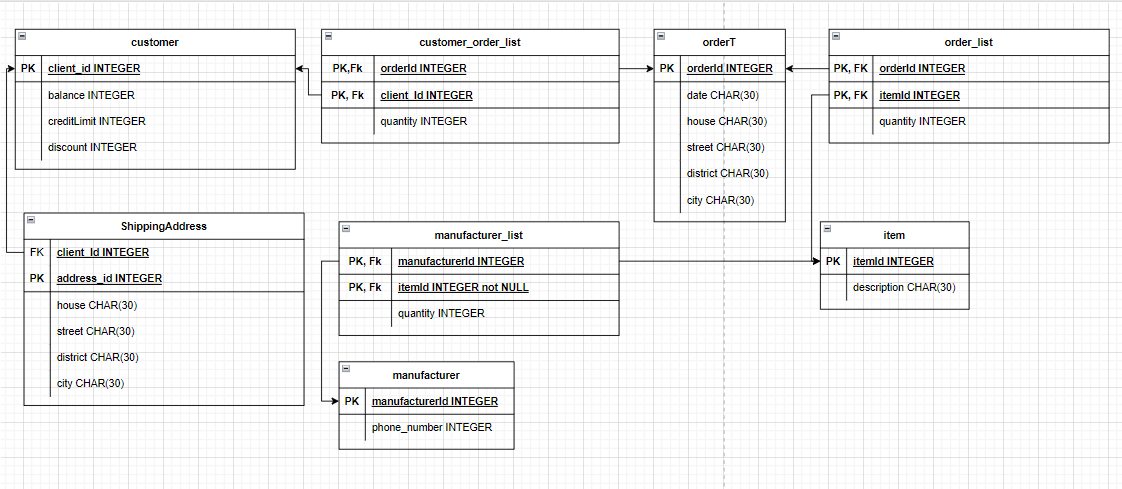 customer
PK client_id INTEGER
balance INTEGER
creditLimit INTEGER
discount INTEGER
customer_order_list
PK,Fk orderId INTEGER
PK, Fk client_Id INTEGER
quantity INTEGER
orderT
PK orderId INTEGER
date CHAR(30)
house CHAR(30)
street CHAR(30)
district CHAR(30)
city CHAR(30)
order_list
PK, FK orderId INTEGER
PK, FK itemId INTEGER
quantity INTEGER
ShippingAddress
FK client_Id INTEGER
PK address_id INTEGER
house CHAR(30)
street CHAR(30)
district CHAR(30)
city CHAR(30)
manufacturer_list
PK, Fk manufacturerId INTEGER
PK, Fk itemId INTEGER not NULL
quantity INTEGER
item
PK itemId INTEGER
description CHAR(30)
manufacturer
PK manufacturerId INTEGER
phone_number INTEGER